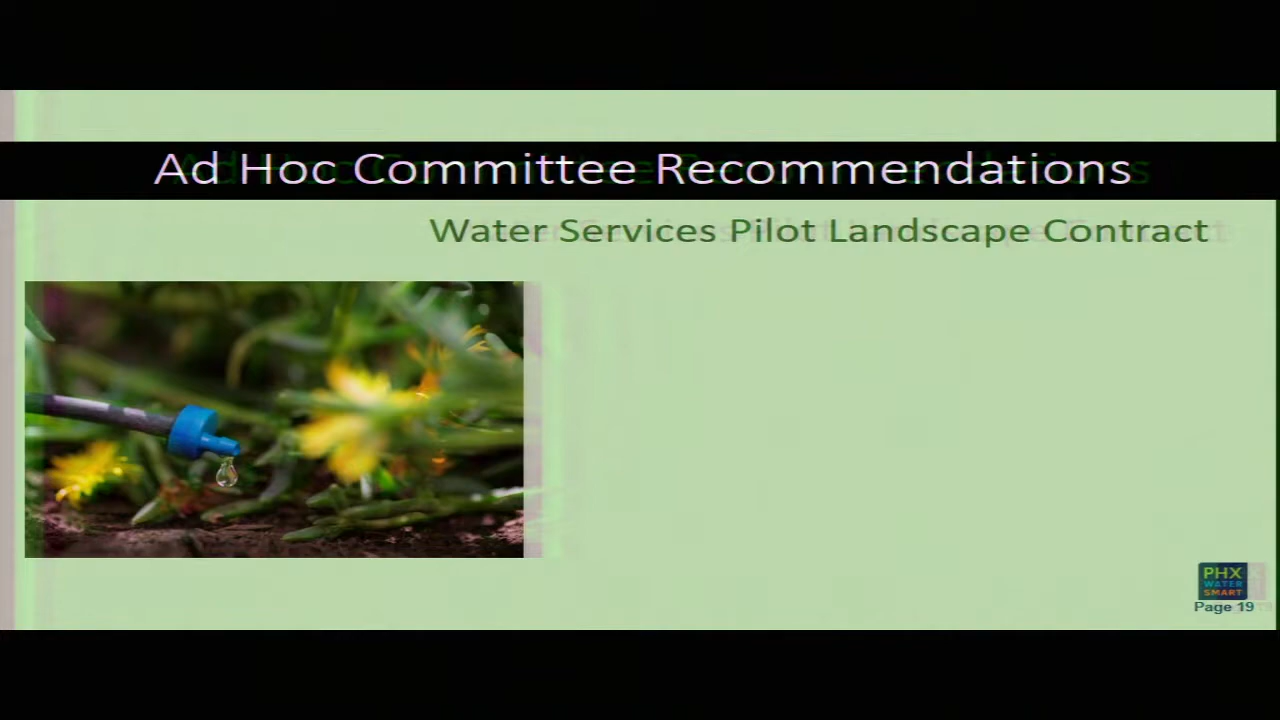 Ad Hoc Committee Recommendations
Water Services Pilot Landscape Contract
PHX
WATER
SMART
Page 19